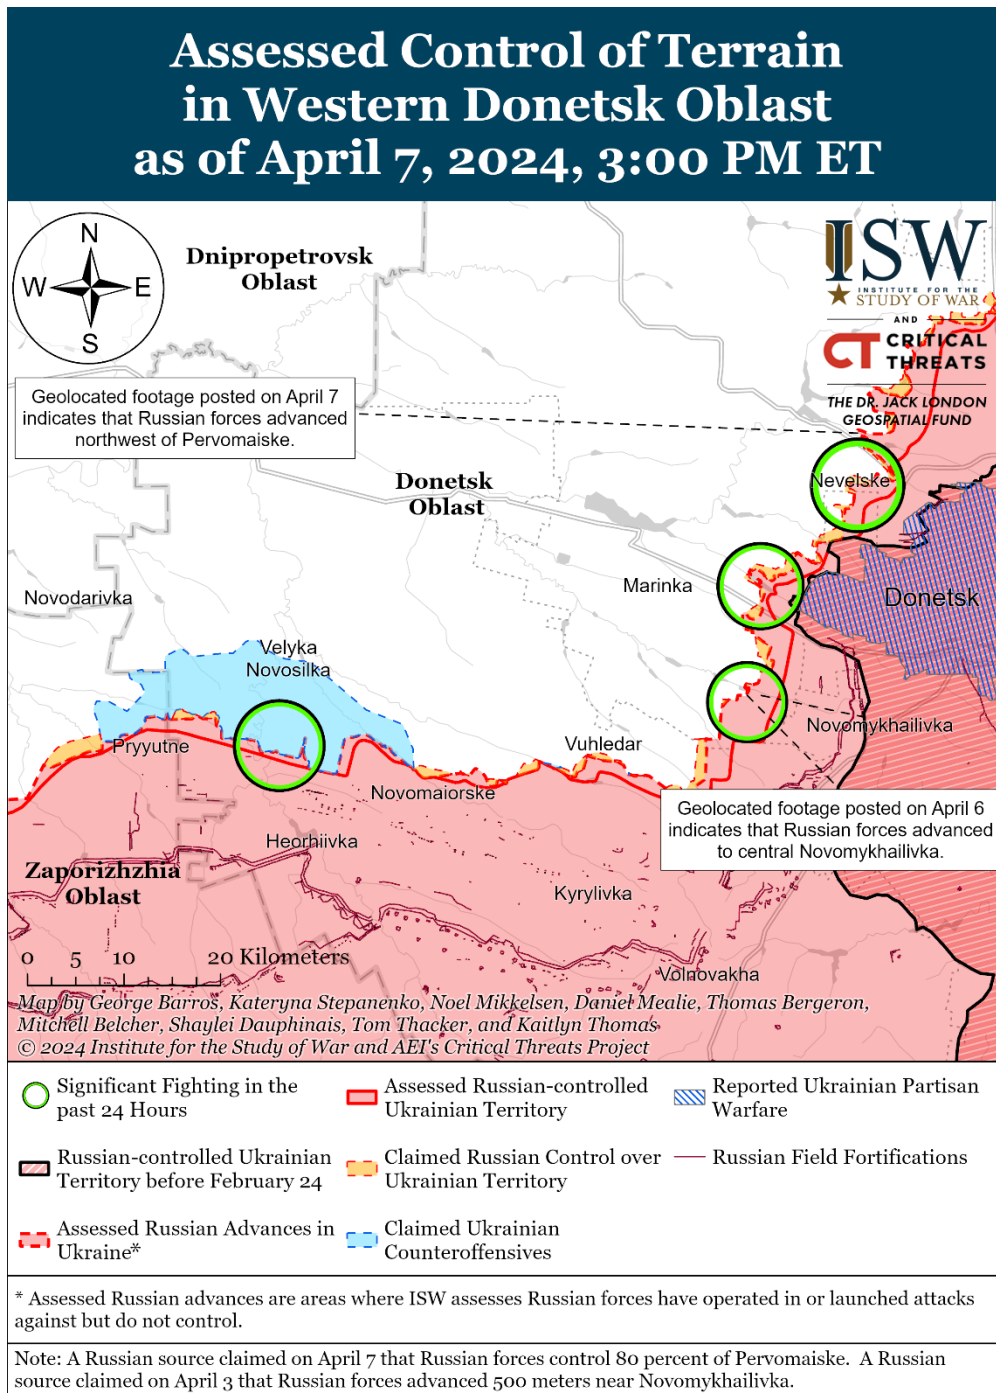 Assessed Control of Terrain
in Western Donetsk Oblast
as of April 7, 2024, 3:00 PM ET
N
W
E
S
Dnipropetrovsk
Oblast
ISW
INSTITUTE FOR THE
STUDY OF WAR
AND
CT CRITICAL
THREATS
THE DR. JACK LONDON
GEOSPATIAL FUND
Geolocated footage posted on April 7
indicates that Russian forces advanced
northwest of Pervomaiske.
Donetsk
Oblast
Nevelske
Marinka
Donetsk
Novodarivka
Velyka
Novosilka
Pryyutne
Vuhledar
Novomykhailivka
Novomaiorske
Geolocated footage posted on April 6
indicates that Russian forces advanced
to central Novomykhailivka.
Heorhiivka
Zaporizhzhia
Oblast
Kyrylivka
Volnovakha
0 5 10 20 Kilometers
Map by George Barros, Kateryna Stepanenko, Noel Mikkelsen, Daniel Mealie, Thomas Bergeron,
Mitchell Belcher, Shaylei Dauphinais, Tom Thacker, and Kaitlyn Thomas
© 2024 Institute for the Study of War and AEI's Critical Threats Project
Significant Fighting in the
past 24 Hours
Assessed Russian-controlled
Ukrainian Territory
Reported Ukrainian Partisan
Warfare
Russian-controlled Ukrainian
Territory before February 24
Claimed Russian Control over
Ukrainian Territory
Russian Field Fortifications
Assessed Russian Advances in
Ukraine*
Claimed Ukrainian
Counteroffensives
* Assessed Russian advances are areas where ISW assesses Russian forces have operated in or launched attacks
against but do not control.
Note: A Russian source claimed on April 7 that Russian forces control 80 percent of Pervomaiske. A Russian
source claimed on April 3 that Russian forces advanced 500 meters near Novomykhailivka.